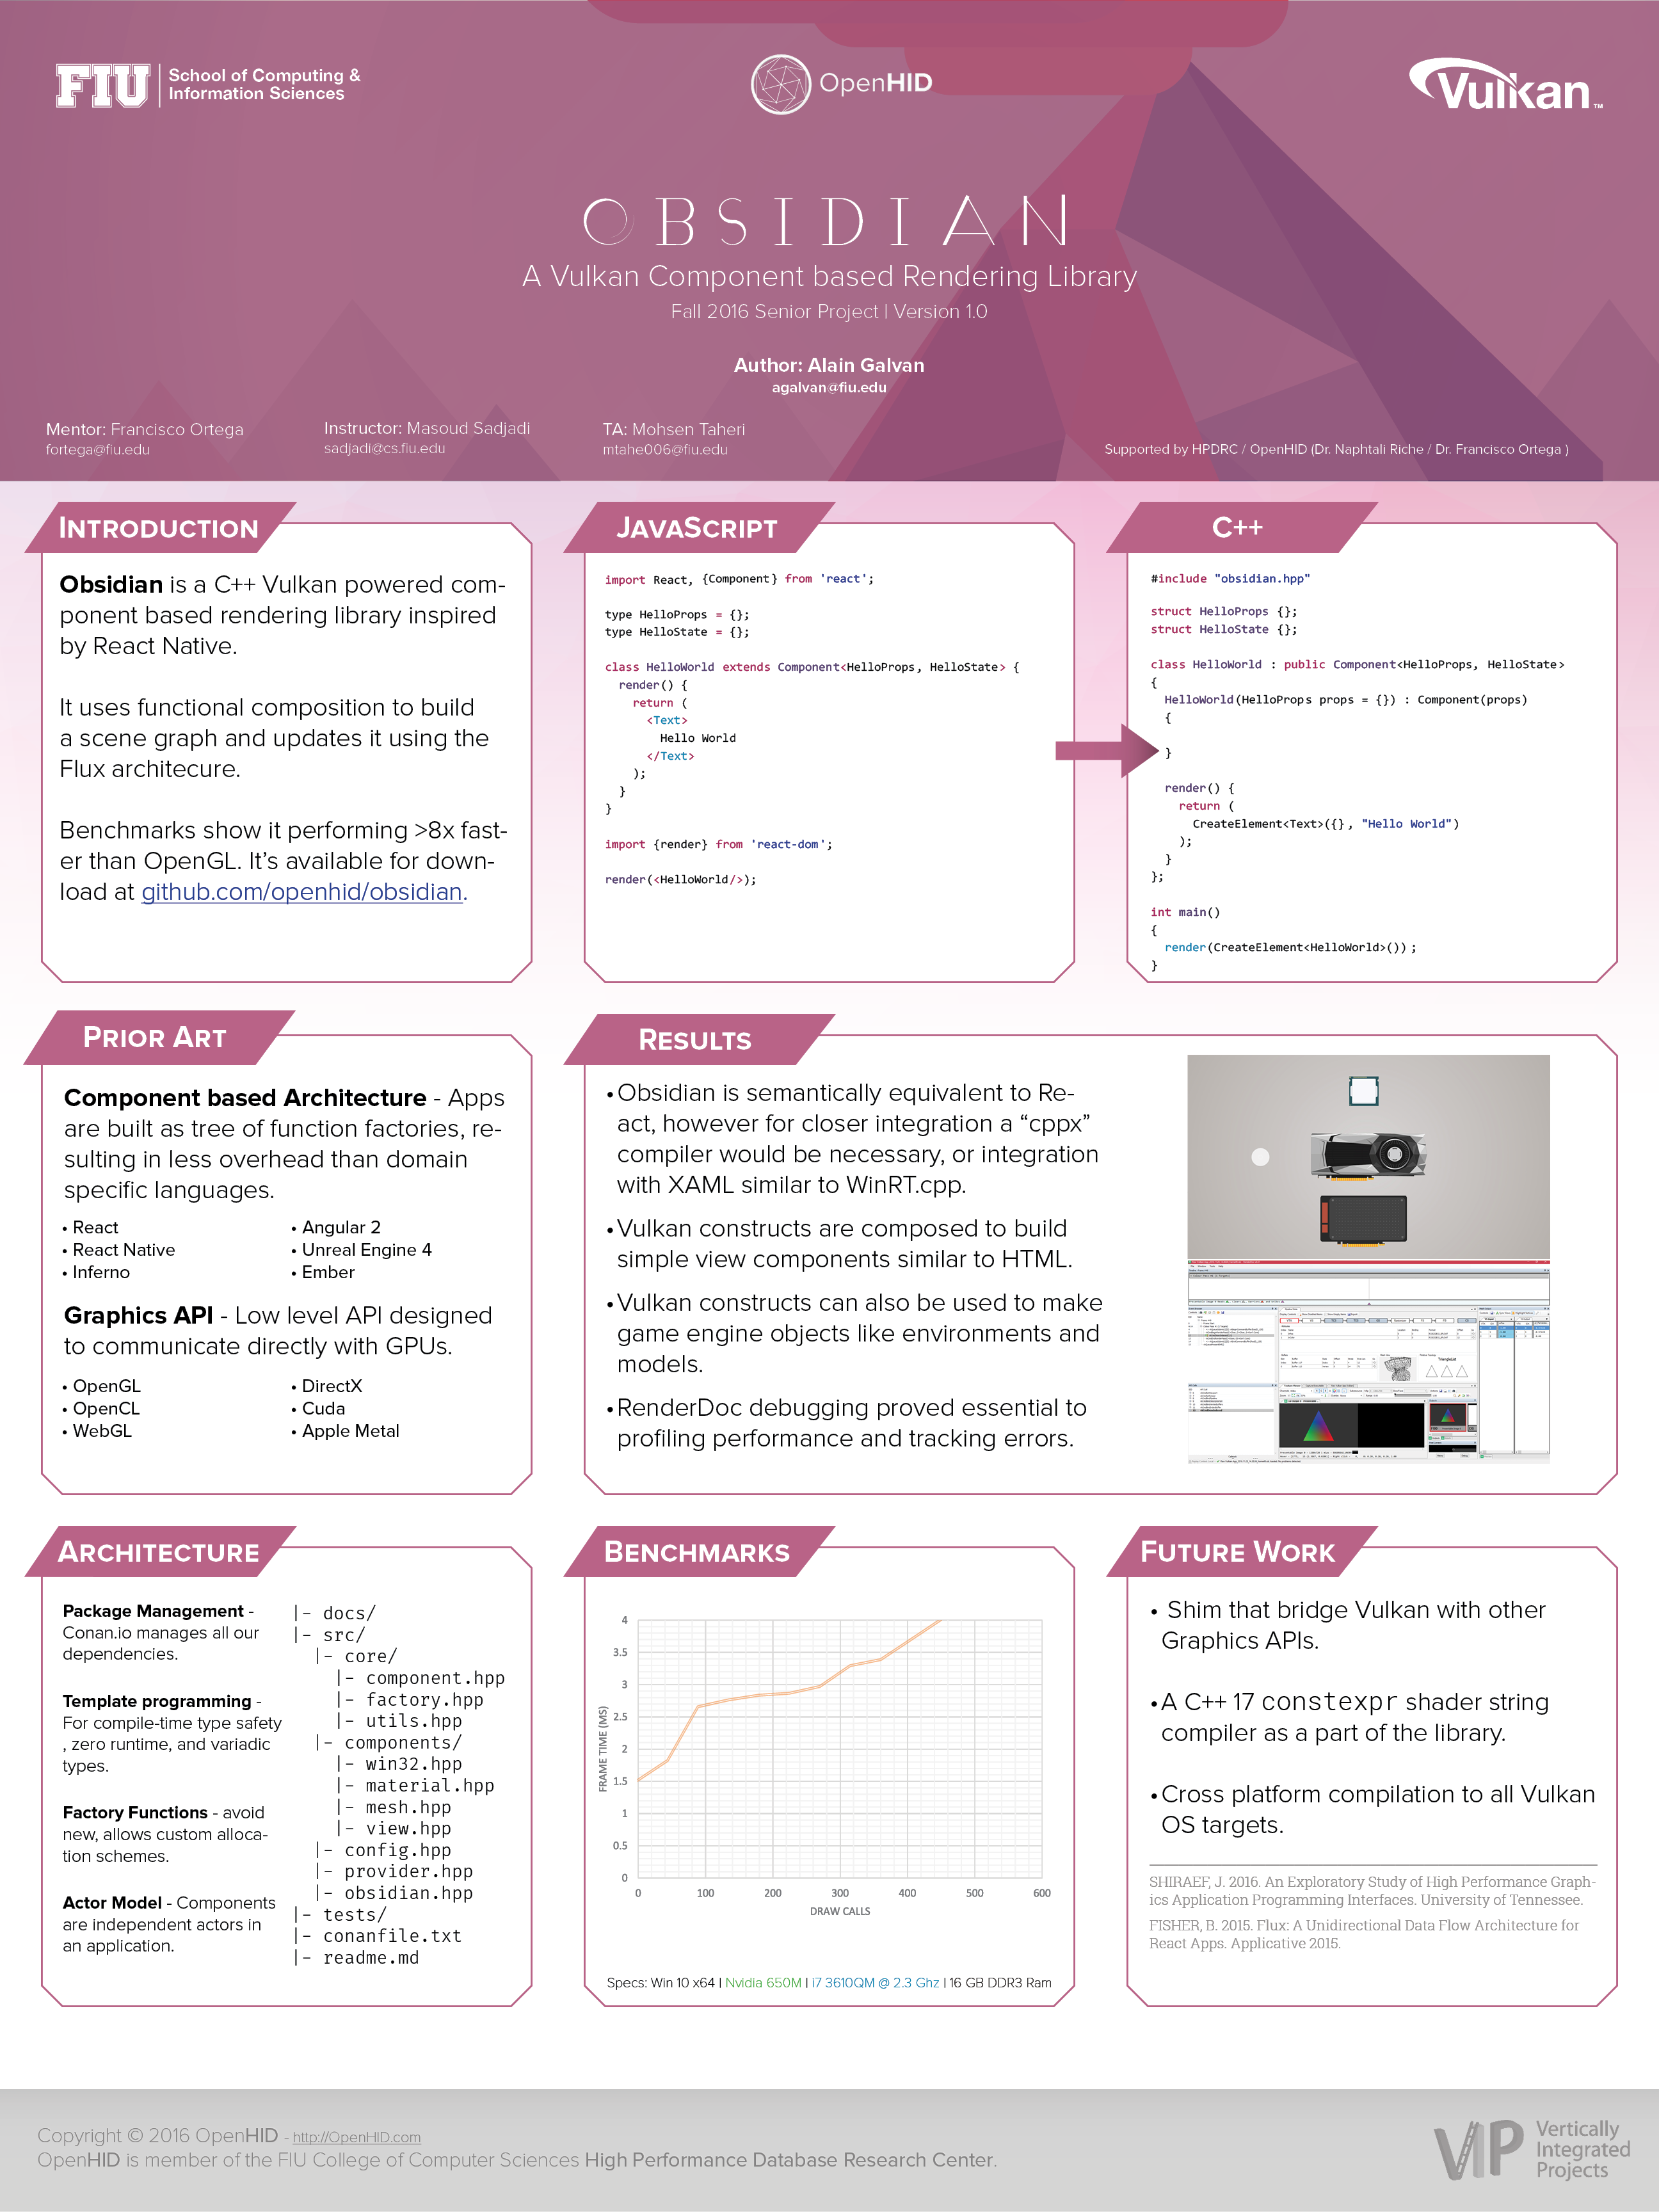 FIU School of Computing &
Information Sciences
OpenHID
Vulkan™
OBSIDIAN
A Vulkan Component based Rendering Library
Fall 2016 Senior Project | Version 1.0
Author: Alain Galvan
agalvan@fiu.edu
Mentor: Francisco Ortega
fortega@fiu.edu
Instructor: Masoud Sadjadi
sadjadi@cs.fiu.edu
TA: Mohsen Taheri
mtahe006@fiu.edu
Supported by HPDRC / OpenHID (Dr. Naphtali Riche / Dr. Francisco Ortega )
INTRODUCTION
Obsidian is a C++ Vulkan powered com-
ponent based rendering library inspired
by React Native.
It uses functional composition to build
a scene graph and updates it using the
Flux architecure.
Benchmarks show it performing >8x fast-
er than OpenGL. It's available for down-
load at github.com/openhid/obsidian.
JAVASCRIPT
import React, {Component} from 'react';
type HelloProps = {};
type HelloState = {};
class HelloWorld extends Component<HelloProps, HelloState> {
render() {
return (
<Text>
Hello World
</Text>
);
}
}
import {render} from 'react-dom';
render(<HelloWorld/>);
C++
#include "obsidian.hpp"
struct HelloProps {};
struct HelloState {};
class HelloWorld : public Component<HelloProps, HelloState>
{
HelloWorld(HelloProps props = {}) : Component(props)
{
}
render() {
return (
CreateElement<Text>({}, "Hello World")
);
}
};
int main()
{
render(CreateElement<HelloWorld>());
}
PRIOR ART
Component based Architecture - Apps
are built as tree of function factories, re-
sulting in less overhead than domain
specific languages.
• React
• React Native
• Inferno
• Angular 2
• Unreal Engine 4
• Ember
Graphics API - Low level API designed
to communicate directly with GPUs.
• OpenGL
• OpenCL
• WebGL
• DirectX
• Cuda
• Apple Metal
RESULTS
• Obsidian is semantically equivalent to Re-
act, however for closer integration a “cppx”
compiler would be necessary, or integration
with XAML similar to WinRT.cpp.
• Vulkan constructs are composed to build
simple view components similar to HTML.
• Vulkan constructs can also be used to make
game engine objects like environments and
models.
• RenderDoc debugging proved essential to
profiling performance and tracking errors.
ARCHITECTURE
Package Management -
Conan.io manages all our
dependencies.
Template programming -
For compile-time type safety
, zero runtime, and variadic
types.
Factory Functions - avoid
new, allows custom alloca-
tion schemes.
Actor Model - Components
are independent actors in
an application.
|- docs/
|- src/
|- core/
|- component.hpp
|- factory.hpp
|- utils.hpp
|- components/
|- win32.hpp
|- material.hpp
|- mesh.hpp
|- view.hpp
|- config.hpp
|- provider.hpp
|- obsidian.hpp
|- tests/
|- conanfile.txt
|- readme.md
BENCHMARKS
FRAME TIME (MS)
4
3.5
3
2.5
2
1.5
1
0.5
0
0 100 200 300 400 500 600
DRAW CALLS
Specs: Win 10 x64 | Nvidia 650M | i7 3610QM @ 2.3 Ghz | 16 GB DDR3 Ram
FUTURE WORK
• Shim that bridge Vulkan with other
Graphics APIs.
• A C++ 17 constexpr shader string
compiler as a part of the library.
• Cross platform compilation to all Vulkan
OS targets.
SHIRAEF, J. 2016. An Exploratory Study of High Performance Graph-
ics Application Programming Interfaces. University of Tennessee.
FISHER, B. 2015. Flux: A Unidirectional Data Flow Architecture for
React Apps. Applicative 2015.
Copyright © 2016 OpenHID - http://OpenHID.com
OpenHID is member of the FIU College of Computer Sciences High Performance Database Research Center.
VIP Vertically
Integrated
Projects